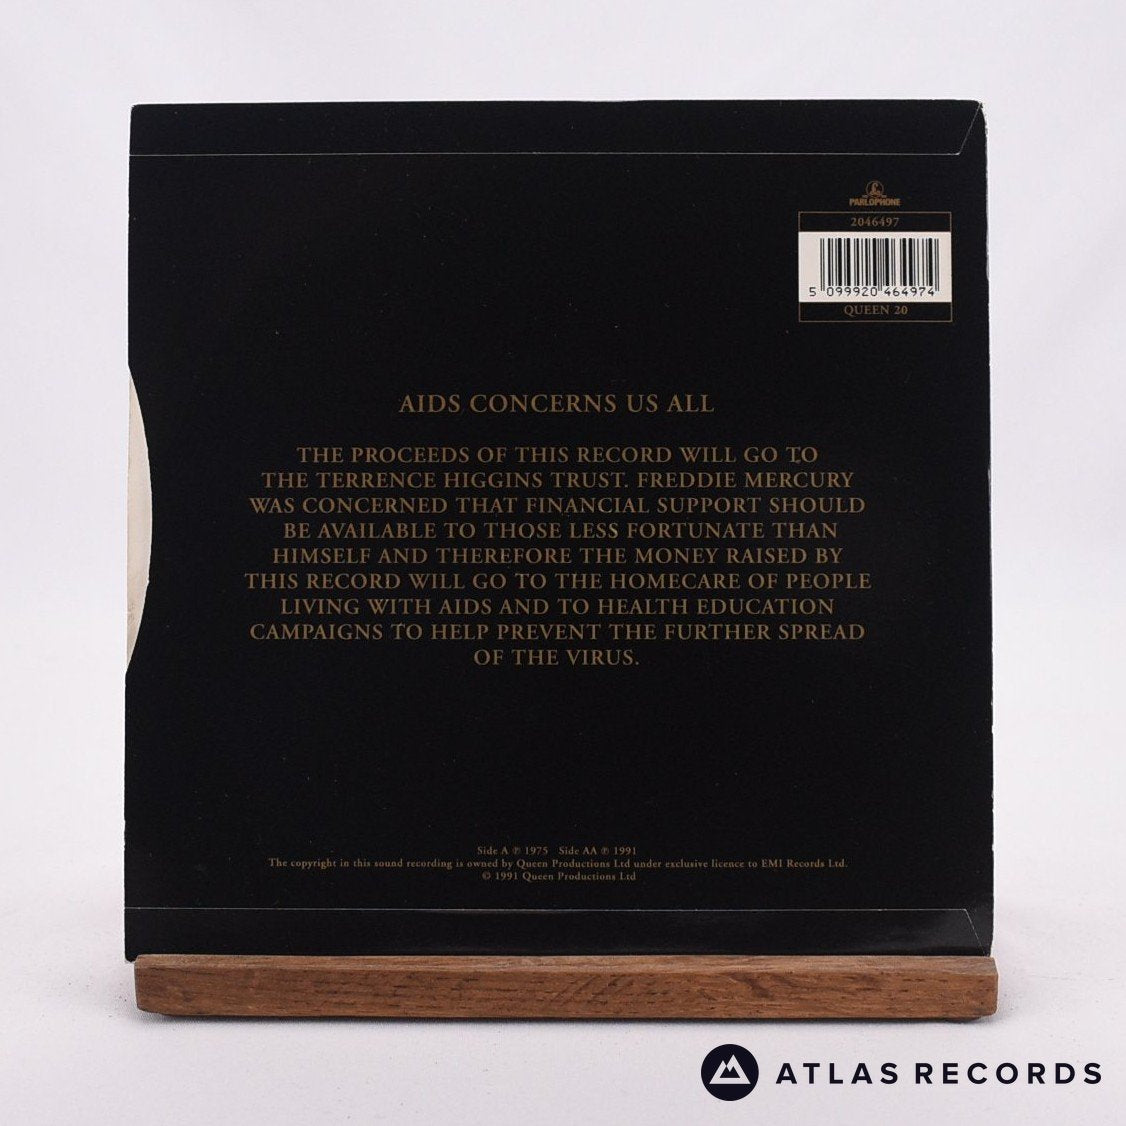 PARLOPHONE
2046497
5 099920 464974
QUEEN 20
AIDS CONCERNS US ALL
THE PROCEEDS OF THIS RECORD WILL GO TO
THE TERRENCE HIGGINS TRUST. FREDDIE MERCURY
WAS CONCERNED THAT FINANCIAL SUPPORT SHOULD
BE AVAILABLE TO THOSE LESS FORTUNATE THAN
HIMSELF AND THEREFORE THE MONEY RAISED BY
THIS RECORD WILL GO TO THE HOMECARE OF PEOPLE
LIVING WITH AIDS AND TO HEALTH EDUCATION
CAMPAIGNS TO HELP PREVENT THE FURTHER SPREAD
OF THE VIRUS.
Side A ℗ 1975 Side AA ℗ 1991
The copyright in this sound recording is owned by Queen Productions Ltd under exclusive licence to EMI Records Ltd.
© 1991 Queen Productions Ltd
ATLAS RECORDS